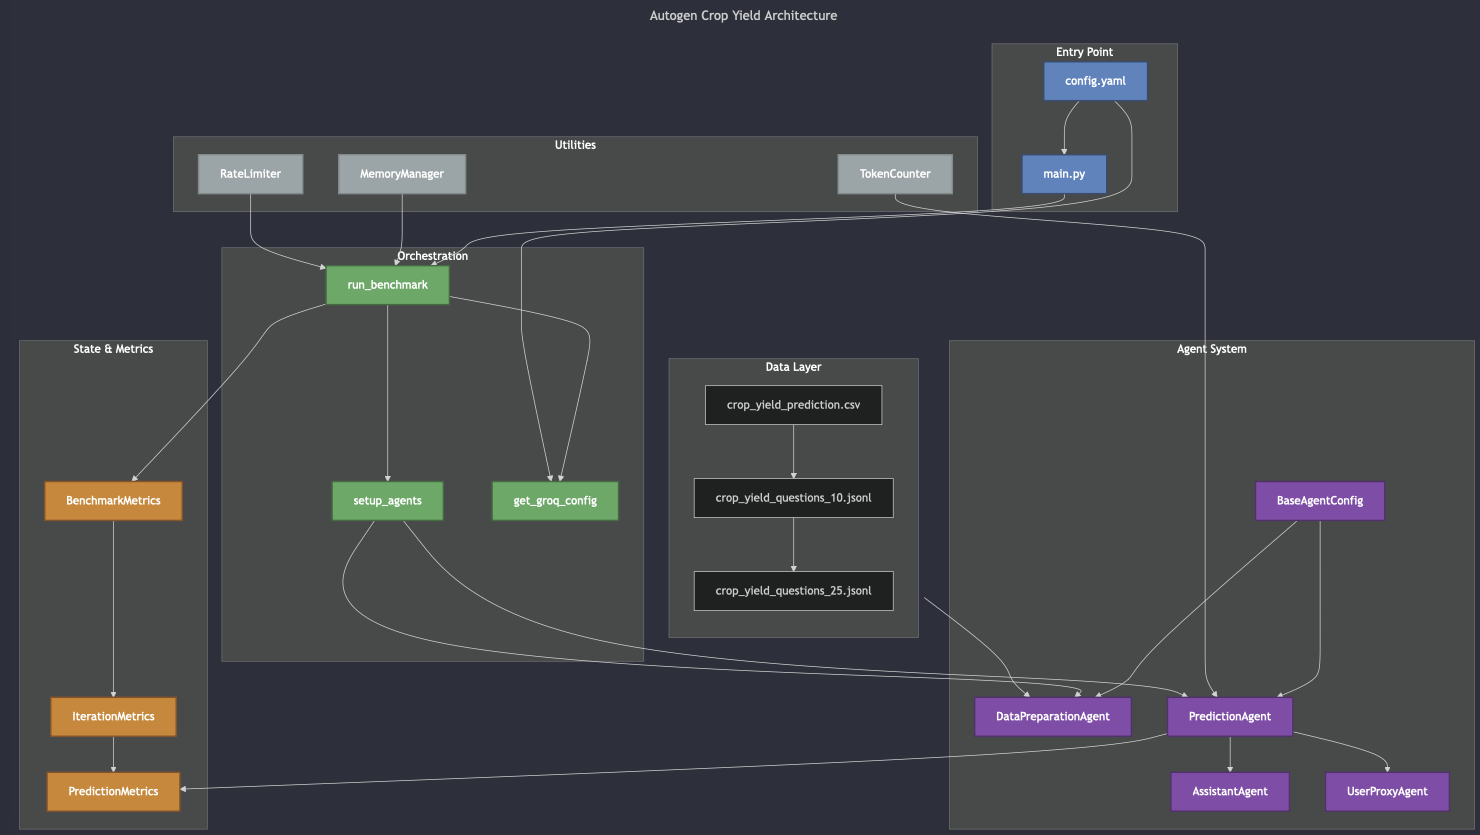 Autogen Crop Yield Architecture
Entry Point
config.yaml
main.py
Utilities
RateLimiter
MemoryManager
TokenCounter
Orchestration
run_benchmark
setup_agents
get_groq_config
State & Metrics
BenchmarkMetrics
IterationMetrics
PredictionMetrics
Data Layer
crop_yield_prediction.csv
crop_yield_questions_10.jsonl
crop_yield_questions_25.jsonl
Agent System
BaseAgentConfig
DataPreparationAgent
PredictionAgent
AssistantAgent
UserProxyAgent